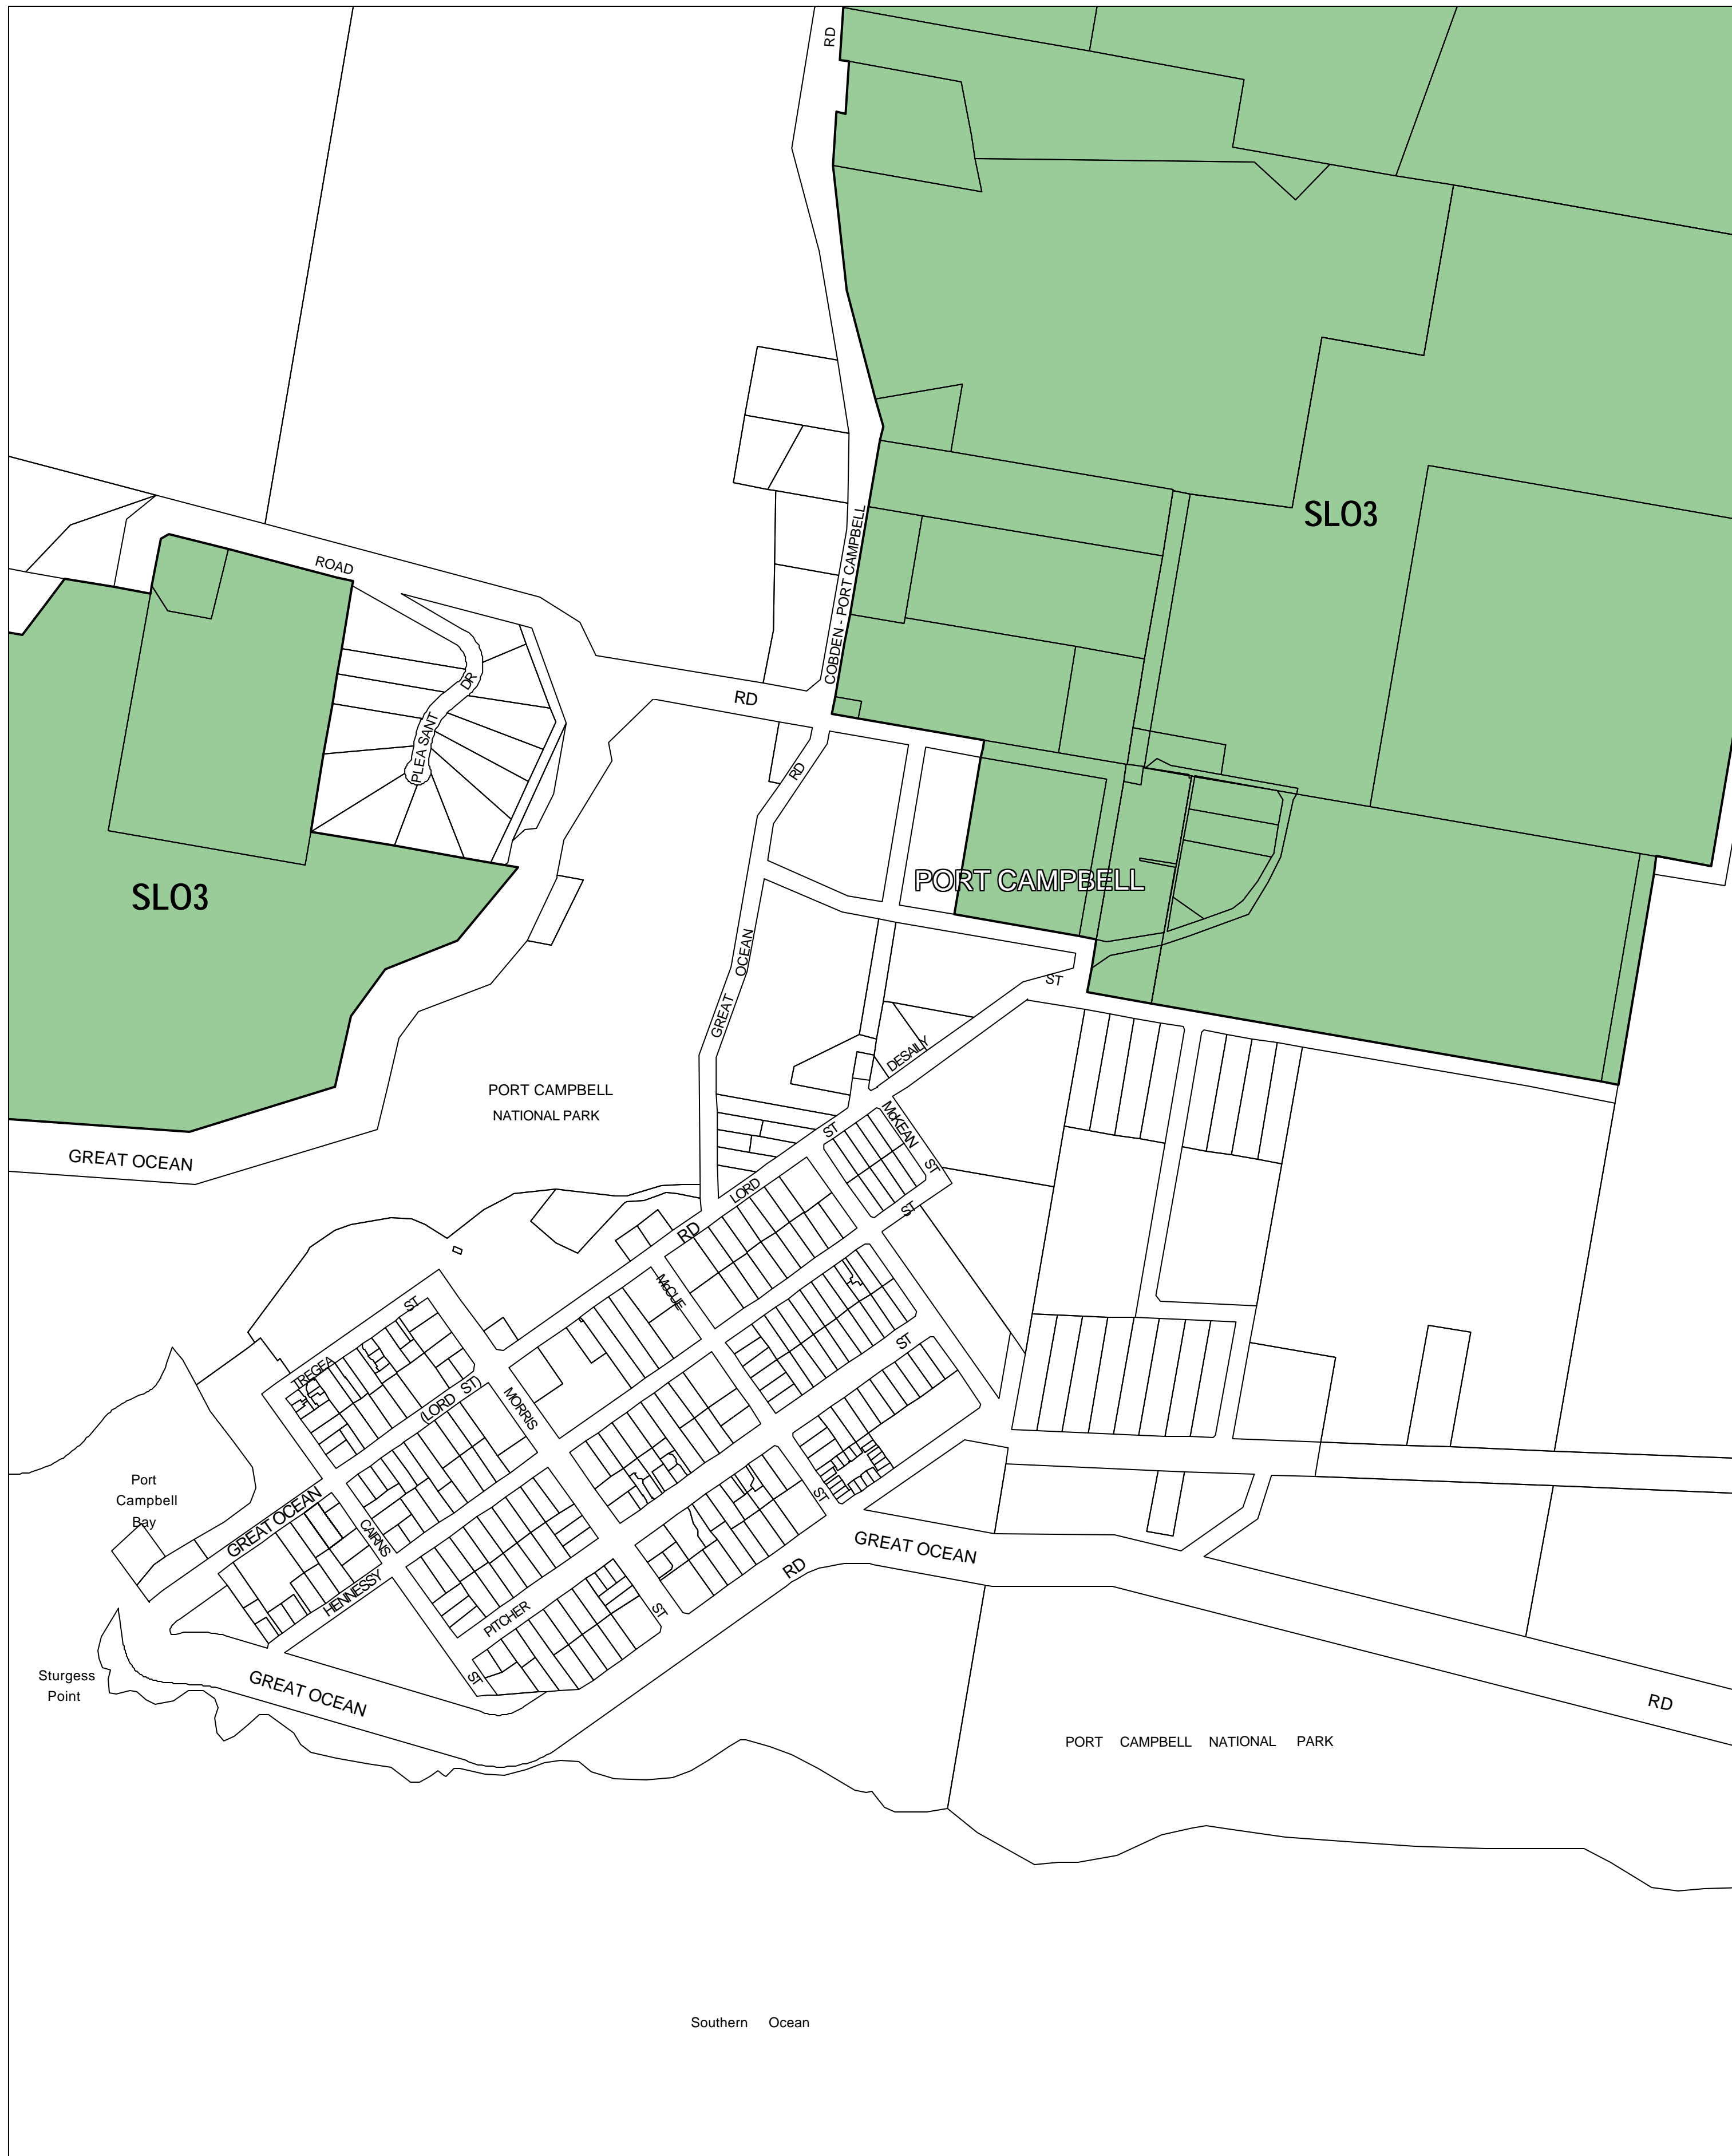 RD
SLO3
COBDEN - PORT CAMPBELL
ROAD
DR
PLEASANT
RD
RD
SLO3
PORT CAMPBELL
GREAT OCEAN
ST
DESAILLY
PORT CAMPBELL
NATIONAL PARK
GREAT OCEAN
McKEAN
ST
ST
LORD
ST
RD
McCUE
ST
TREGEA
(LORD ST)
MORRIS
ST
Port
Campbell
Bay
GREAT OCEAN
CAIRNS
ST
HENNESSY
GREAT OCEAN
RD
PITCHER
ST
ST
Sturgess
Point
GREAT OCEAN
RD
PORT CAMPBELL NATIONAL PARK
Southern Ocean